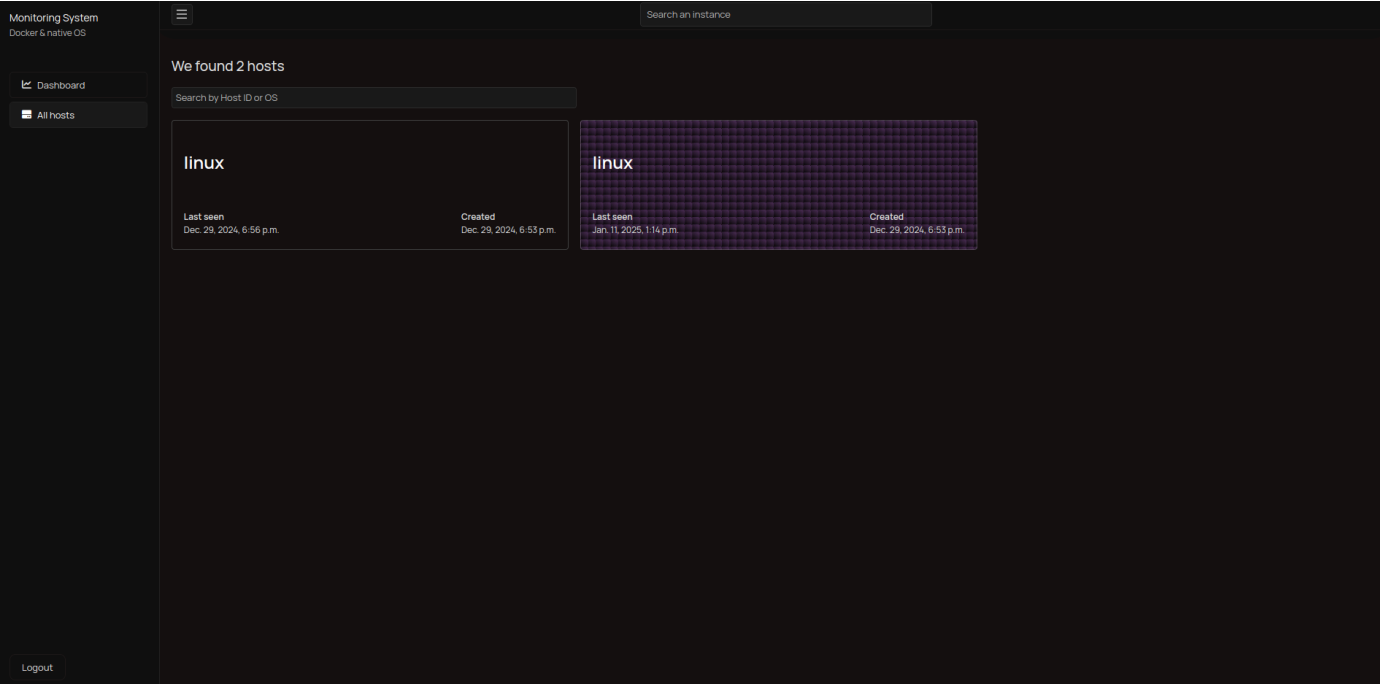 Monitoring System
Docker & native OS
Dashboard
All hosts
Logout
Search an instance
We found 2 hosts
Search by Host ID or OS
linux
Last seen
Dec. 29, 2024, 6:56 p.m.
Created
Dec. 29, 2024, 6:53 p.m.
linux
Last seen
Jan. 11, 2025, 1:14 p.m.
Created
Dec. 29, 2024, 6:53 p.m.